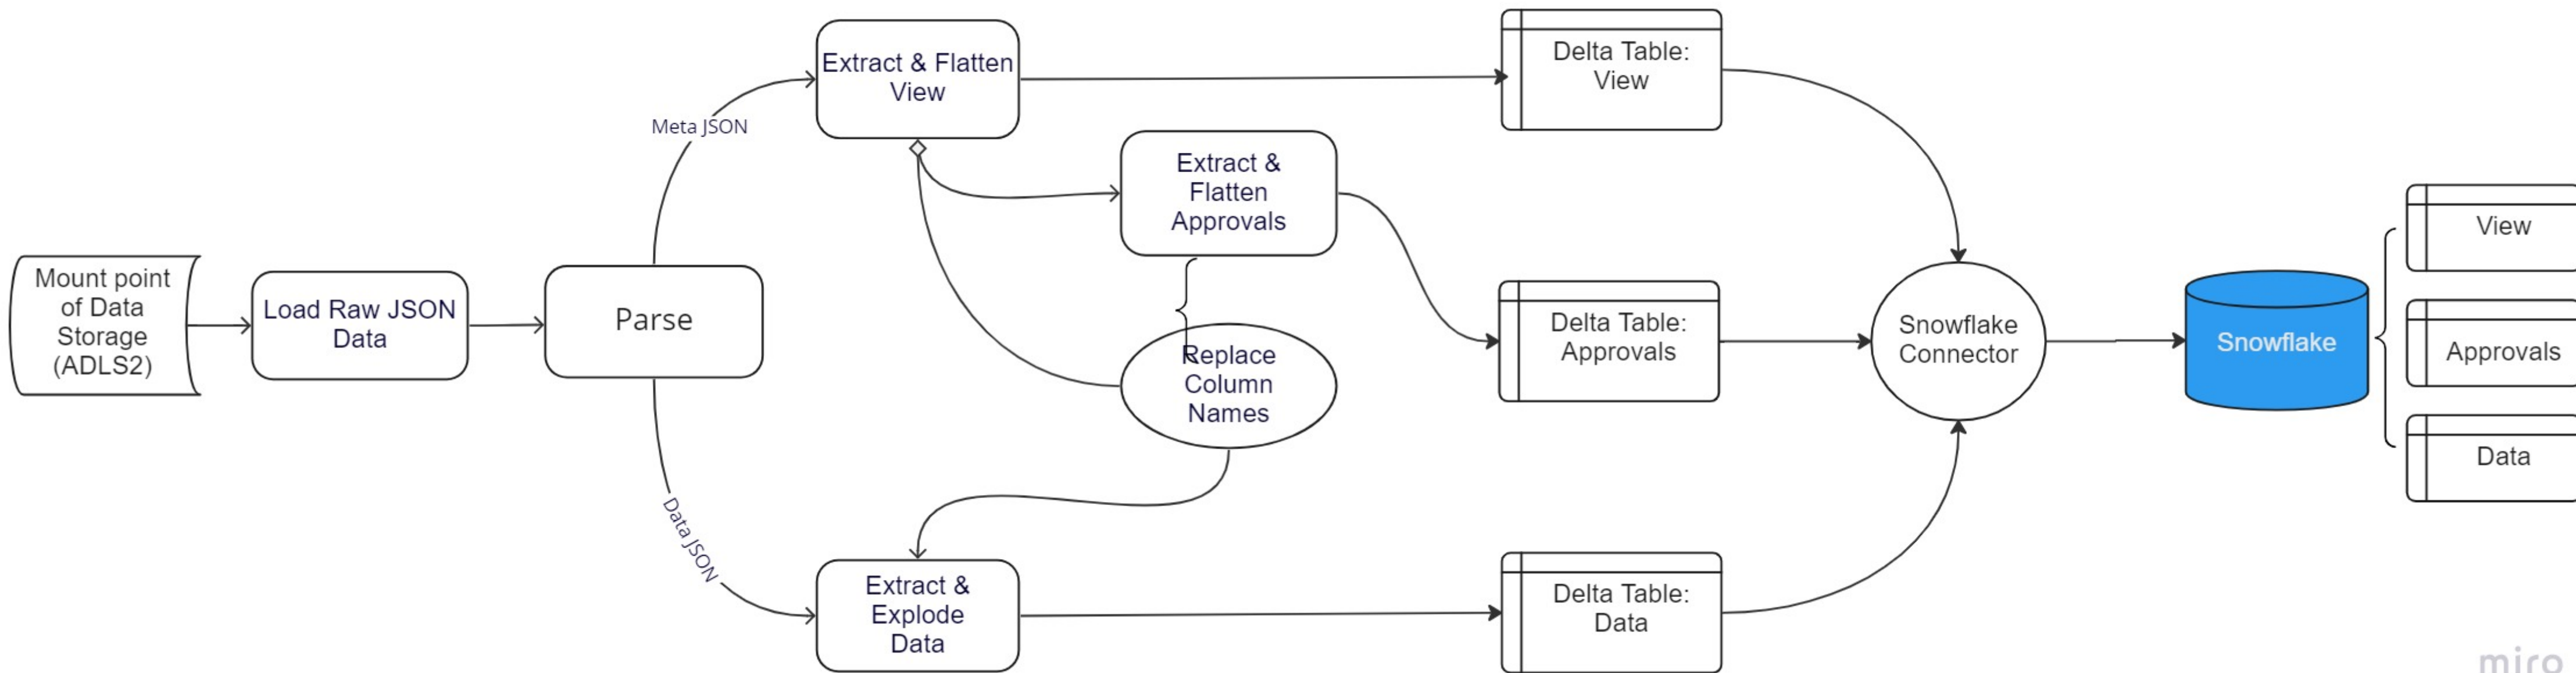 Mount point
of Data
Storage
(ADLS2)
Load Raw JSON
Data
Parse
Meta JSON
Data JSON
Extract & Flatten
View
Extract &
Flatten
Approvals
Replace
Column
Names
Extract &
Explode
Data
Delta Table:
View
Delta Table:
Approvals
Delta Table:
Data
Snowflake
Connector
Snowflake
View
Approvals
Data
miro